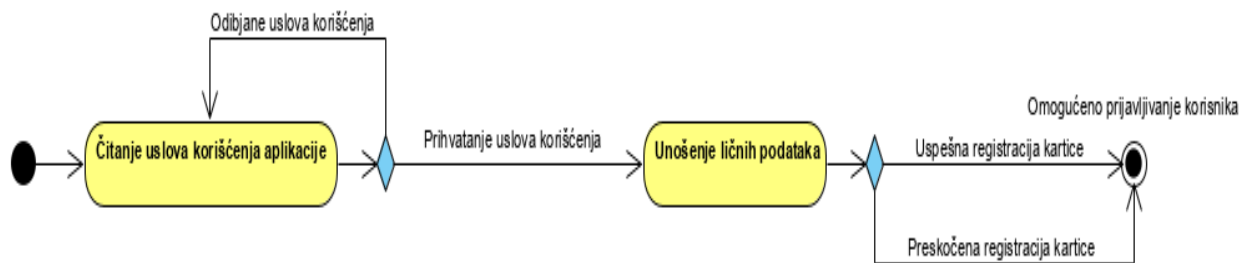 Odibjane uslova korišćenja
Čitanje uslova korišćenja aplikacije
Prihvatanje uslova korišćenja
Unošenje ličnih podataka
Omogućeno prijavljivanje korisnika
Uspešna registracija kartice
Preskočena registracija kartice